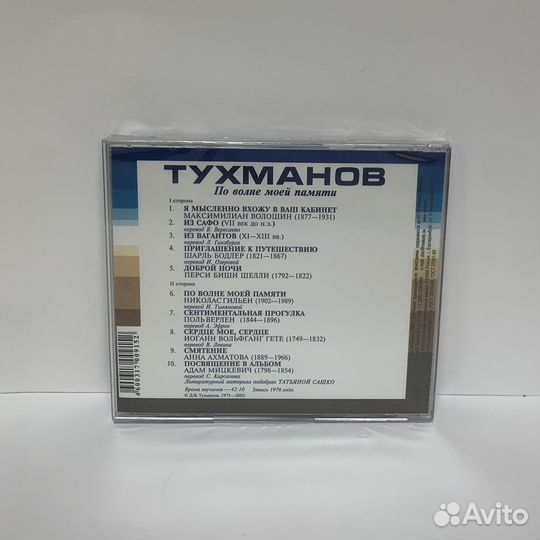 ТУХМАНОВ
По волне моей памяти
I сторона
1. Я МЫСЛЕННО ВХОЖУ В ВАШ КАБИНЕТ
МАКСИМИЛИАН ВОЛОШИН (1877—1931)
2. ИЗ САФО (VII век до н.э.)
перевод В. Вересаева
3. ИЗ ВАГАНТОВ (XI—XIII вв.)
перевод Л. Гинзбурга
4. ПРИГЛАШЕНИЕ К ПУТЕШЕСТВИЮ
ШАРЛЬ БОДЛЕР (1821—1867)
перевод И. Озеровой
5. ДОБРОЙ НОЧИ
ПЕРСИ БИШИ ШЕЛЛИ (1792—1822)
II сторона
6. ПО ВОЛНЕ МОЕЙ ПАМЯТИ
НИКОЛАС ГИЛЬЕН (1902—1989)
перевод И. Тыняновой
7. СЕНТИМЕНТАЛЬНАЯ ПРОГУЛКА
ПОЛЬ ВЕРЛЕН (1844—1896)
перевод А. Эфрон
8. СЕРДЦЕ МОЕ, СЕРДЦЕ
ИОГАНН ВОЛЬФГАНГ ГЕТЕ (1749—1832)
перевод В. Левика
9. СМЯТЕНИЕ
АННА АХМАТОВА (1889—1966)
10. ПОСВЯЩЕНИЕ В АЛЬБОМ
АДАМ МИЦКЕВИЧ (1798—1854)
перевод С. Кирсанова
Литературный материал подобран ТАТЬЯНОЙ САШКО
Время звучания — 42:10 Запись 1976 года.
© Д.Ф. Тухманов, 1975—2005
4600317009152
Avito